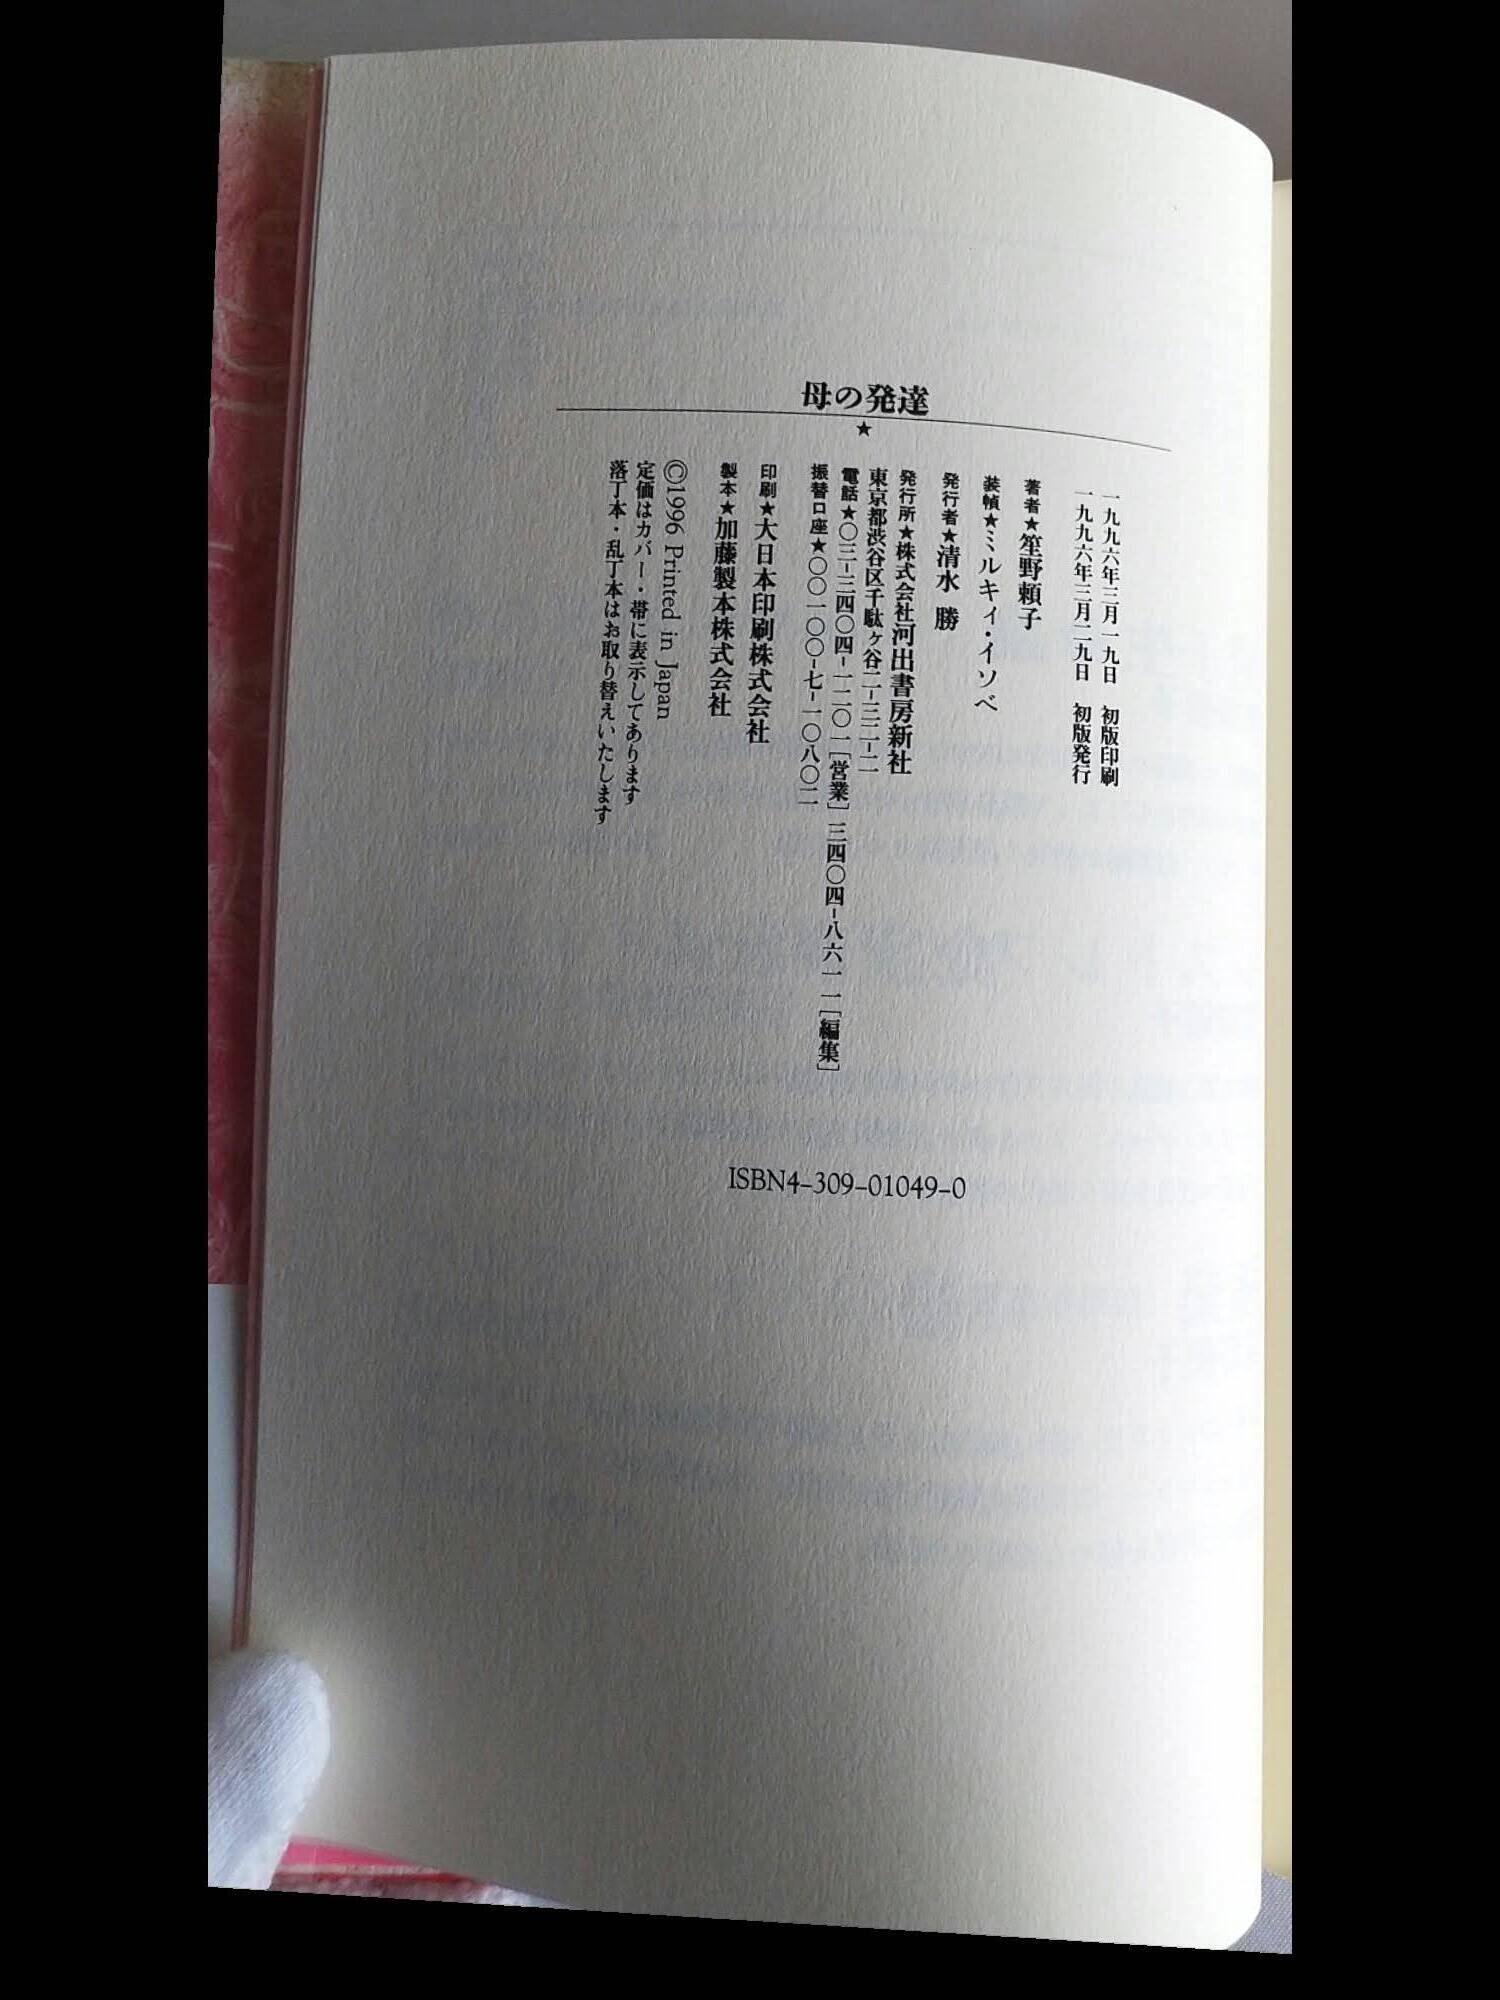 母の発達
★
一九九六年三月一九日 初版印刷
一九九六年三月二九日 初版発行
著者★笙野頼子
装幀★ミルキィ・イソベ
発行者★清水 勝
発行所★株式会社河出書房新社
東京都渋谷区千駄ヶ谷二-三二-二
電話★〇三-三四〇四-一二〇一[営業] 三四〇四-八六一一[編集]
振替口座★〇〇一〇〇-七-一〇八〇二
印刷★大日本印刷株式会社
製本★加藤製本株式会社
©1996 Printed in Japan
定価はカバー・帯に表示してあります
落丁本・乱丁本はお取り替えいたします
ISBN4-309-01049-0